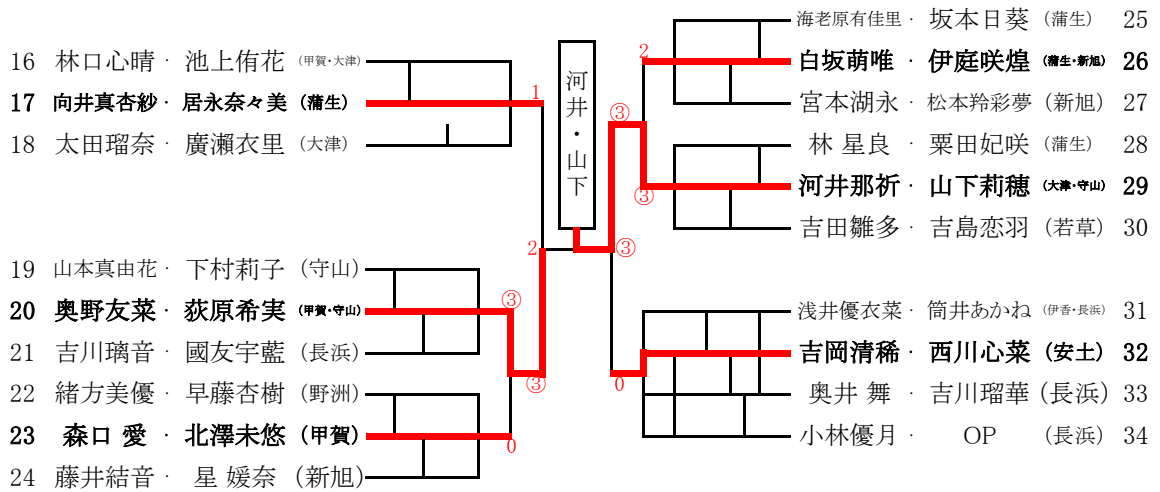 16 林口心晴・池上侑花 (甲賀・大津)
17 向井真杏紗・居永奈々美 (蒲生)
18 太田瑠奈・廣瀬衣里 (大津)
1
19 山本真由花・下村莉子 (守山)
20 奥野友菜・荻原希実 (甲賀・守山)
21 吉川璃音・國友宇藍 (長浜)
22 緒方美優・早藤杏樹 (野洲)
23 森口 愛・北澤未悠 (甲賀)
24 藤井結音・星 媛奈 (新旭)
③
0
2
③
河井・山下
③
③
2
③
0
海老原有佳里・坂本日葵 (蒲生) 25
白坂萌唯・伊庭咲煌 (蒲生・新旭) 26
宮本湖永・松本羚彩夢 (新旭) 27
林 星良・栗田妃咲 (蒲生) 28
河井那祈・山下莉穂 (大津・守山) 29
吉田雛多・吉島恋羽 (若草) 30
浅井優衣菜・筒井あかね (伊香・長浜) 31
吉岡清稀・西川心菜 (安土) 32
奥井 舞・吉川瑠華 (長浜) 33
小林優月・OP (長浜) 34